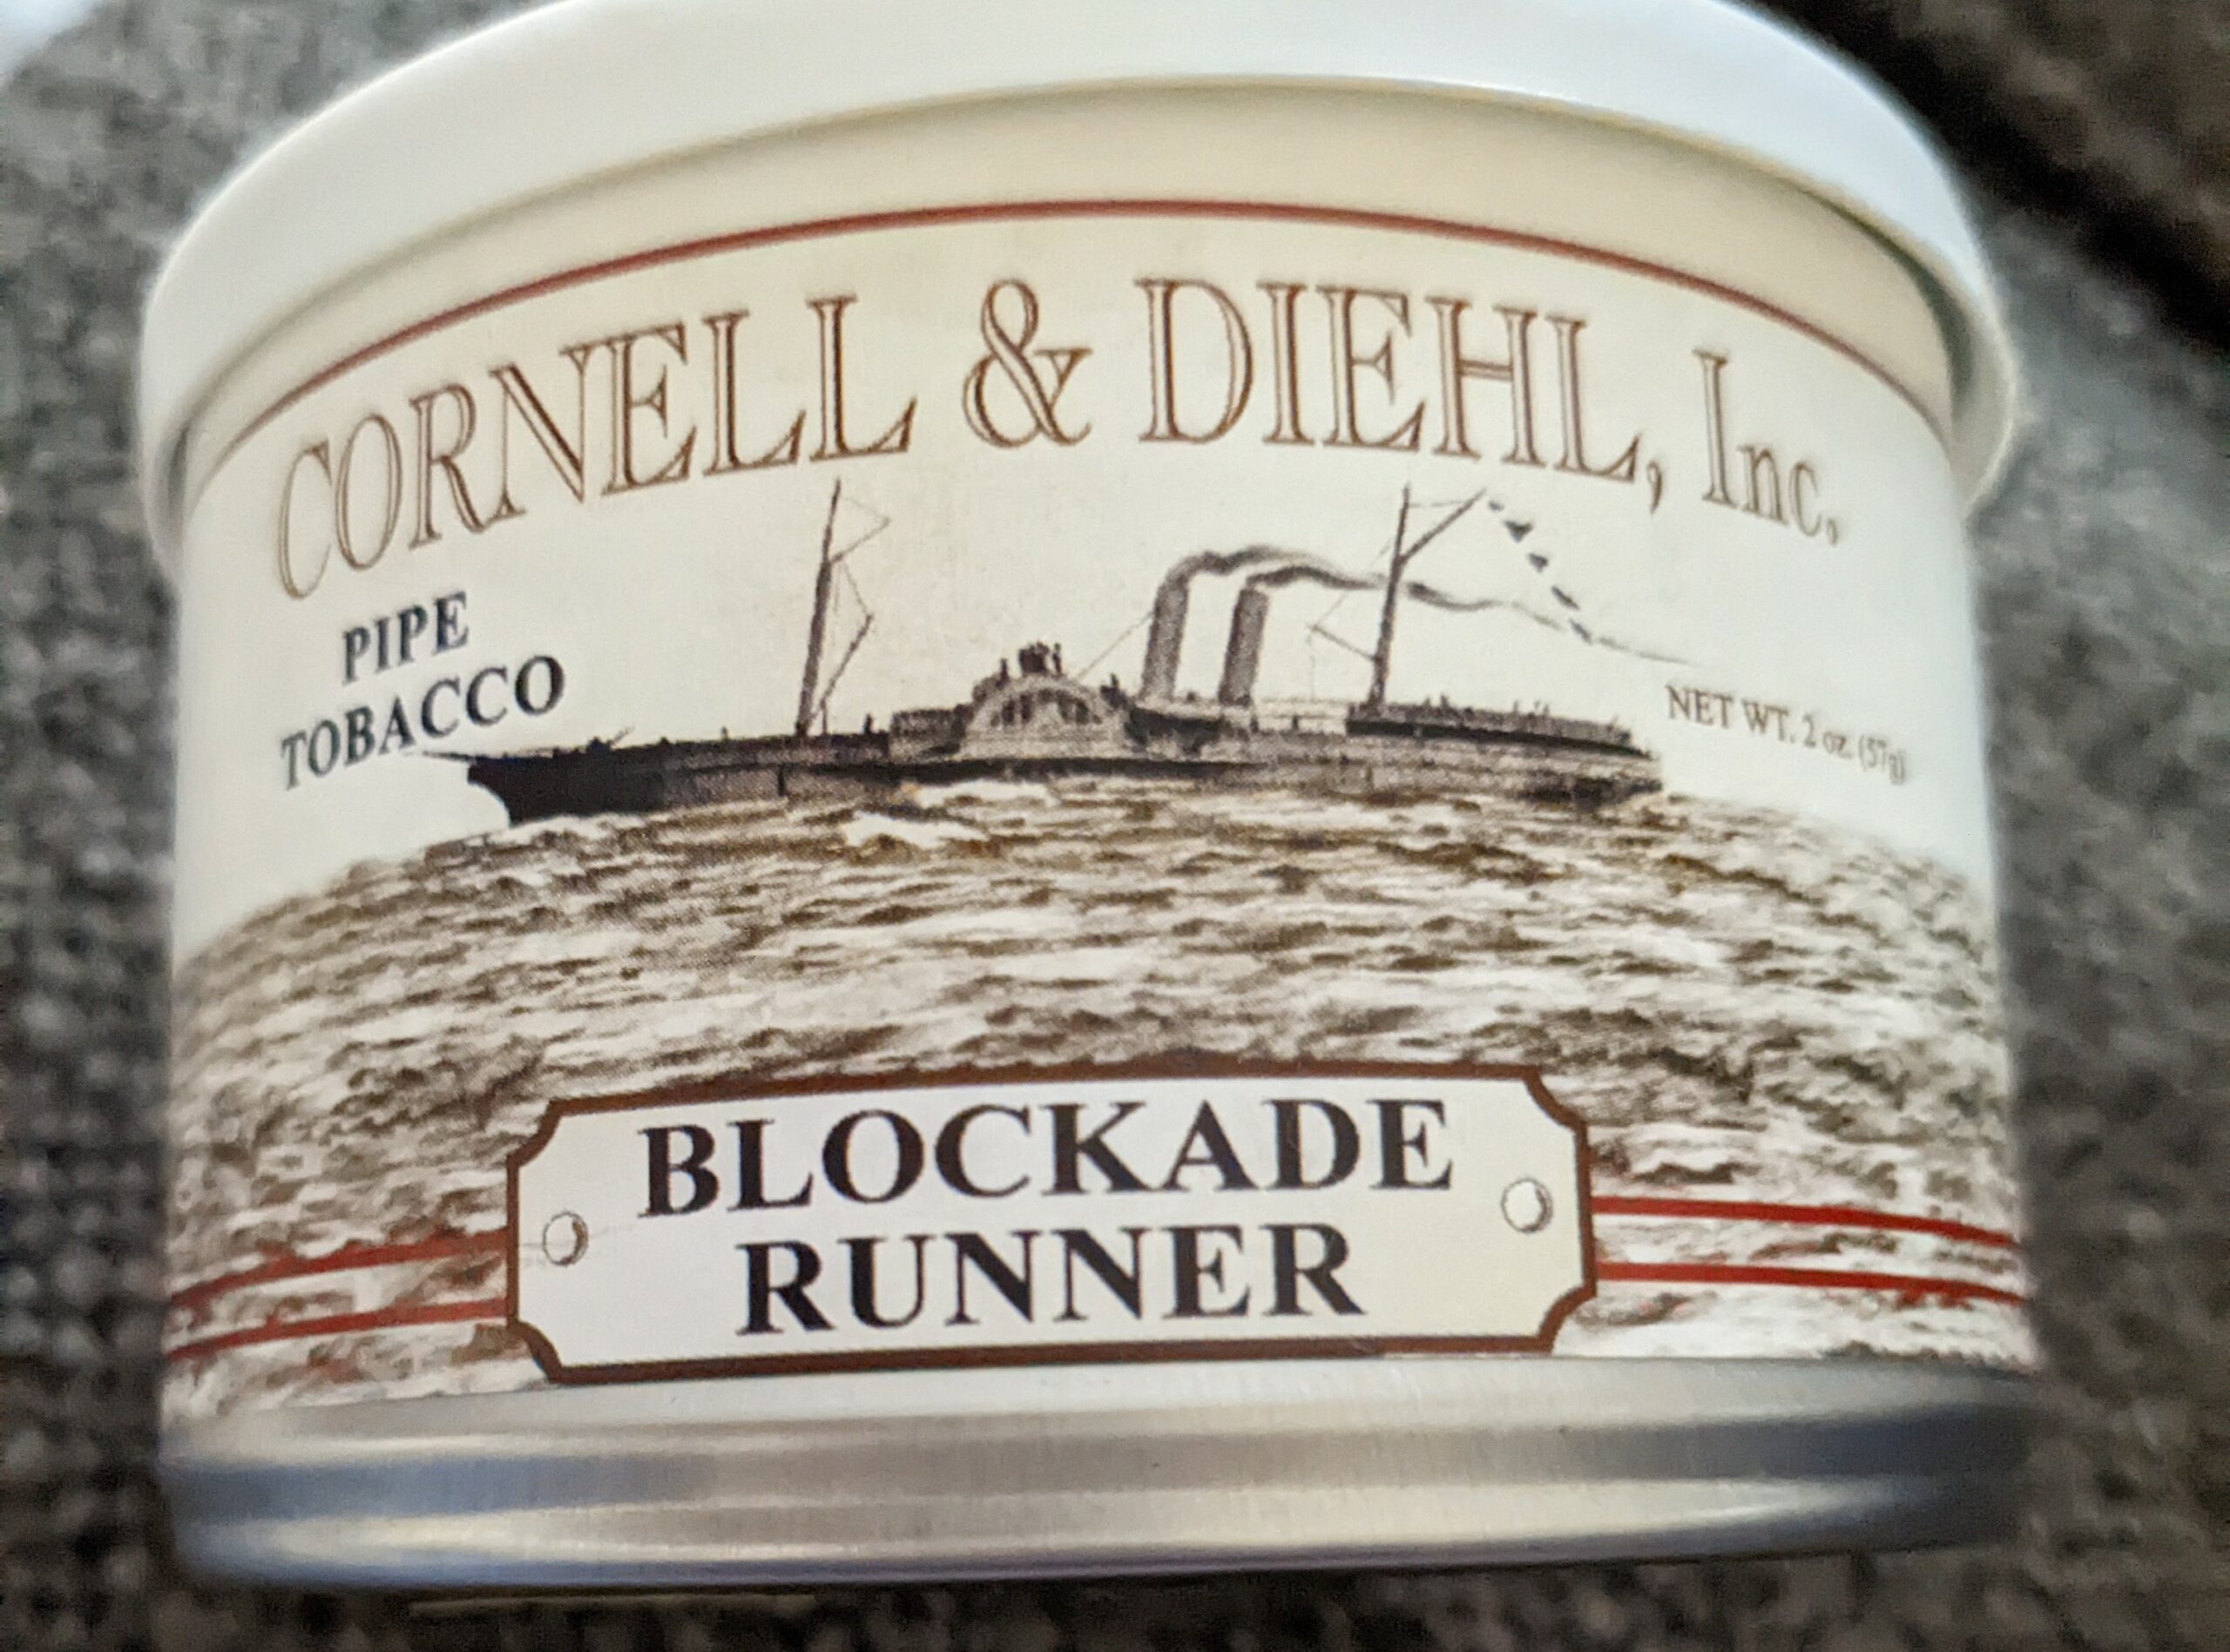 CORNELL & DIEHL, Inc.
PIPE
TOBACCO
NET WT. 2 oz. (57g)
BLOCKADE
RUNNER